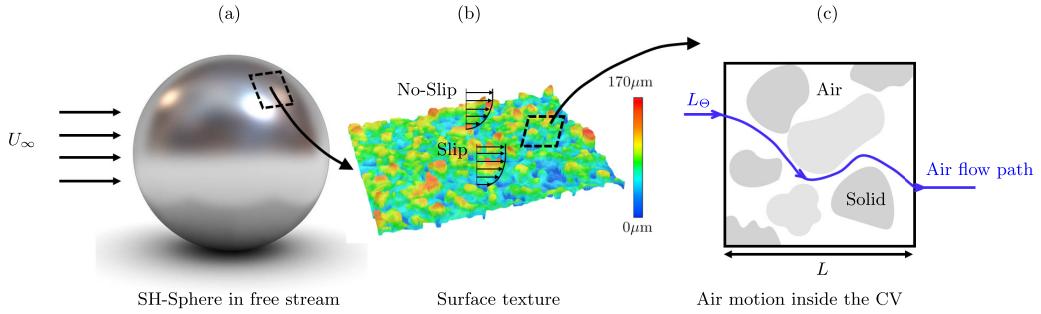 (a)
(b)
(c)
U∞
No-Slip
Slip
170μm
0μm
LΘ
Air
Air flow path
Solid
L
SH-Sphere in free stream
Surface texture
Air motion inside the CV